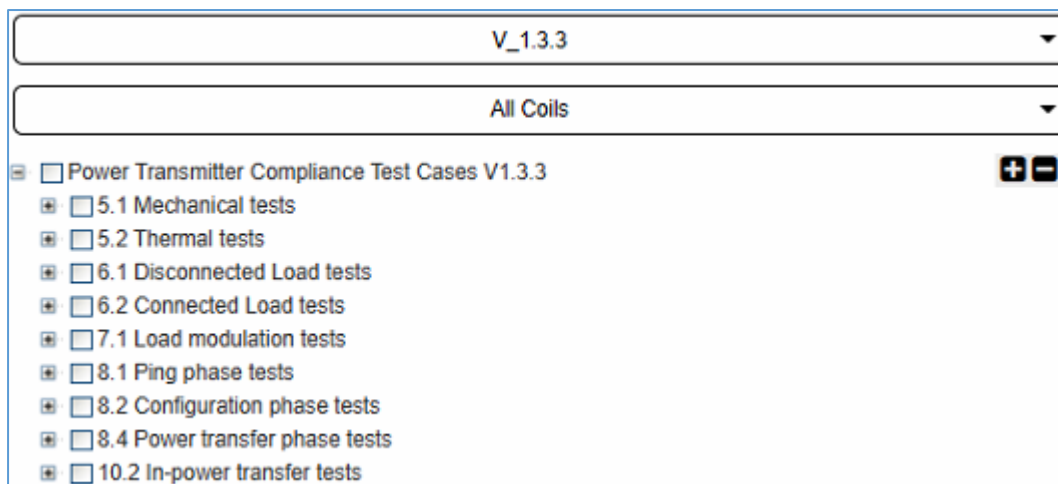 V_1.3.3
All Coils
Power Transmitter Compliance Test Cases V1.3.3
5.1 Mechanical tests
5.2 Thermal tests
6.1 Disconnected Load tests
6.2 Connected Load tests
7.1 Load modulation tests
8.1 Ping phase tests
8.2 Configuration phase tests
8.4 Power transfer phase tests
10.2 In-power transfer tests